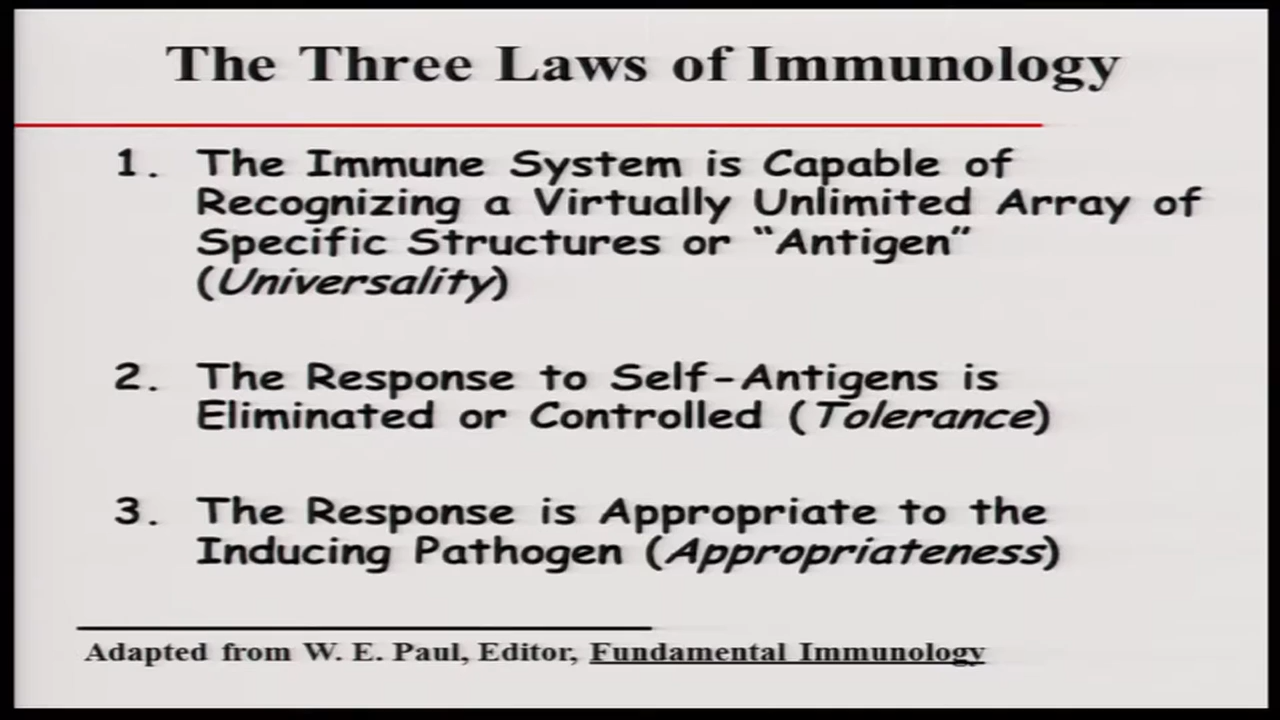 The Three Laws of Immunology
1. The Immune System is Capable of
Recognizing a Virtually Unlimited Array of
Specific Structures or “Antigen”
(Universality)
2. The Response to Self-Antigens is
Eliminated or Controlled (Tolerance)
3. The Response is Appropriate to the
Inducing Pathogen (Appropriateness)
Adapted from W. E. Paul, Editor, Fundamental Immunology